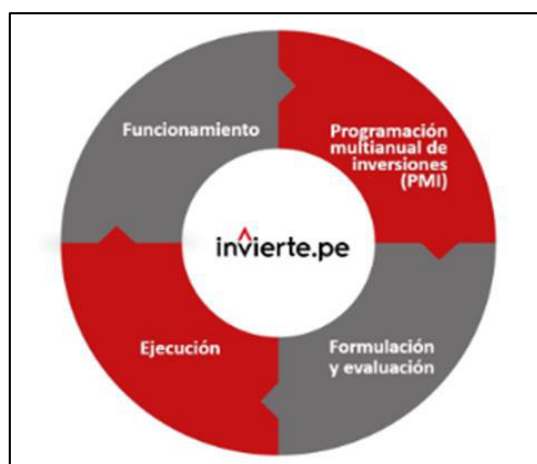 Funcionamiento
Programación
multianual de
inversiones
(PMI)
invierte.pe
Ejecución
Formulación
y evaluación